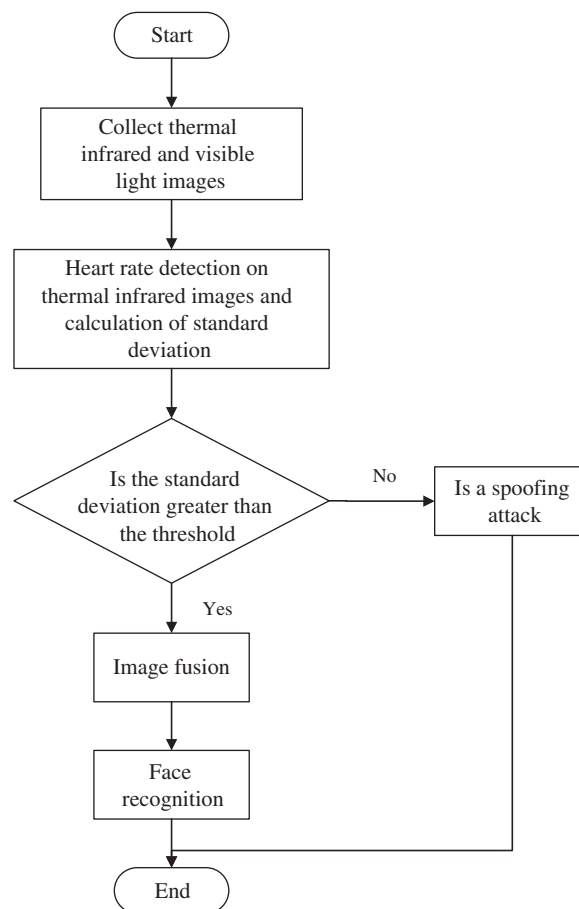 Start
Collect thermal
infrared and visible
light images
Heart rate detection on
thermal infrared images and
calculation of standard
deviation
Is the standard
deviation greater than
the threshold
No
Is a spoofing
attack
Yes
Image fusion
Face
recognition
End